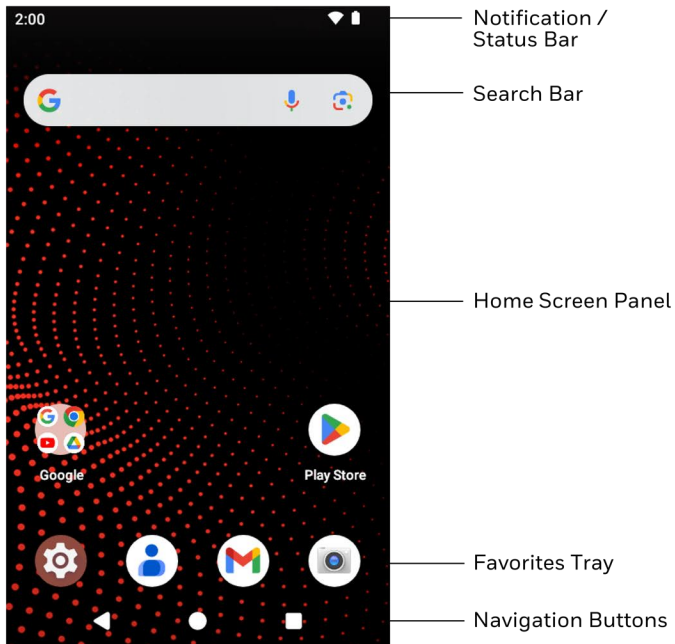 2:00
Notification /
Status Bar
Search Bar
Home Screen Panel
Google
Play Store
Favorites Tray
Navigation Buttons